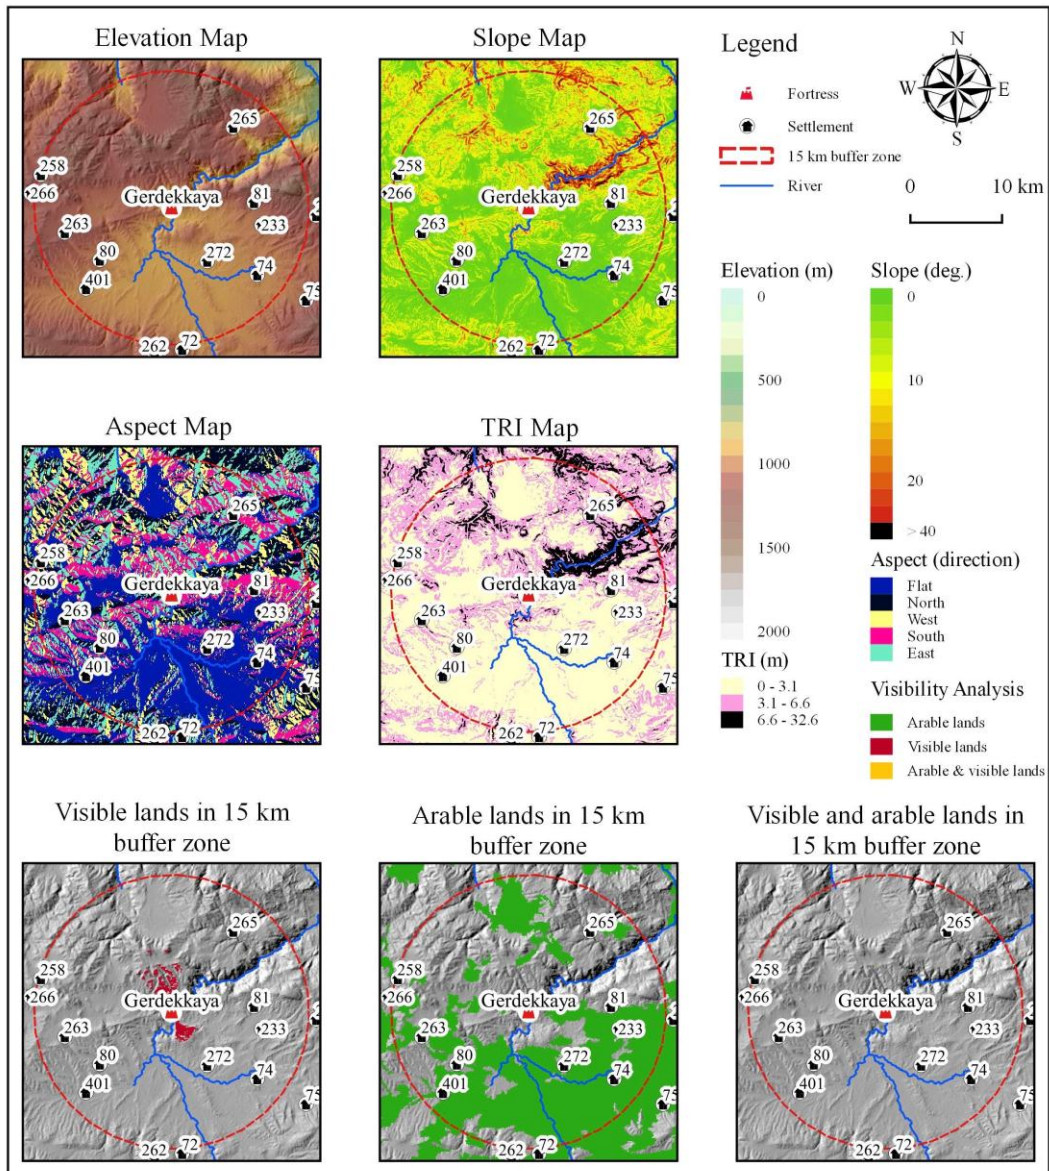 Elevation Map
265
258
266
Gerdekkaya
81
263
233
80
272
401
74
75
262
72
Slope Map
265
81
Gerdekkaya
263
233
80
272
401
74
262
72
Legend
Fortress
Settlement
15 km buffer zone
River
N
W
E
S
0
10 km
Elevation (m)
0
500
1000
1500
2000
Slope (deg.)
0
10
20
> 40
Aspect (direction)
Flat
North
West
South
East
TRI (m)
0 - 3.1
3.1 - 6.6
6.6 - 32.6
Visibility Analysis
Arable lands
Visible lands
Arable & visible lands
Aspect Map
265
258
266
Gerdekkaya
81
263
233
80
272
401
74
75
262
72
TRI Map
265
258
266
Gerdekkaya
81
263
233
80
272
401
74
75
262
72
Visible lands in 15 km
buffer zone
265
258
266
Gerdekkaya
81
263
233
80
272
401
74
75
262
72
Arable lands in 15 km
buffer zone
265
258
266
Gerdekkaya
81
263
233
80
272
401
74
75
262
72
Visible and arable lands in
15 km buffer zone
265
258
266
Gerdekkaya
81
263
233
80
272
401
74
75
262
72